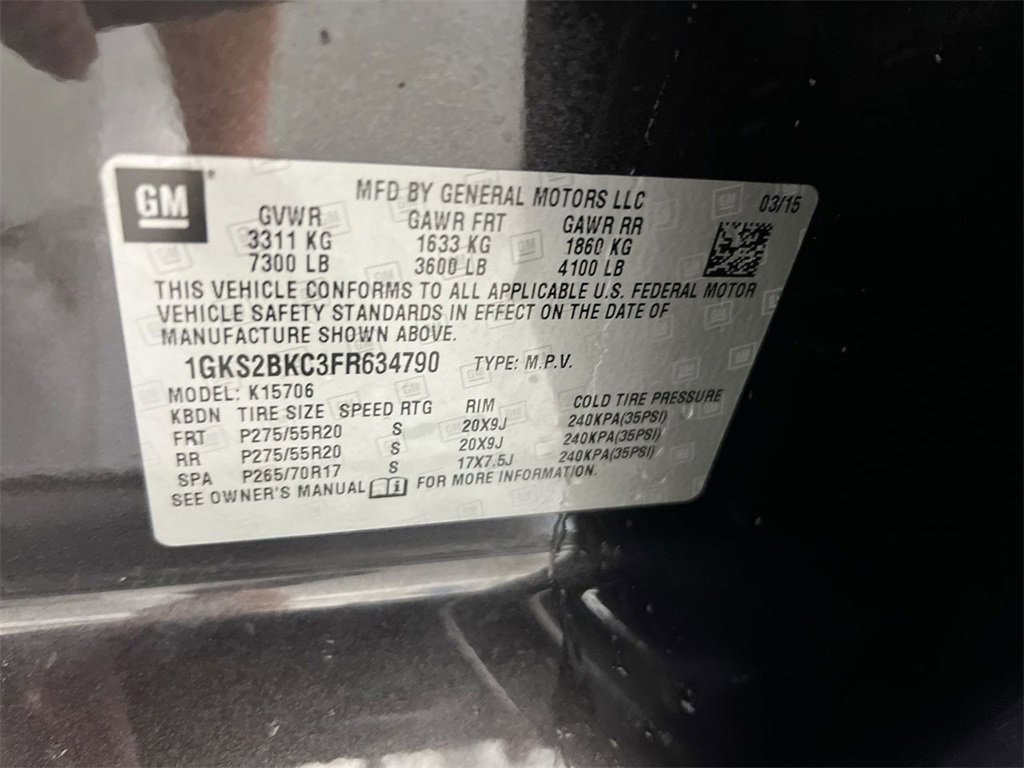 GM
MFD BY GENERAL MOTORS LLC 03/15
GVWR GAWR FRT GAWR RR
3311 KG 1633 KG 1860 KG
7300 LB 3600 LB 4100 LB
THIS VEHICLE CONFORMS TO ALL APPLICABLE U.S. FEDERAL MOTOR
VEHICLE SAFETY STANDARDS IN EFFECT ON THE DATE OF
MANUFACTURE SHOWN ABOVE.
1GKS2BKC3FR634790 TYPE: M.P.V.
MODEL: K15706
KBDN TIRE SIZE SPEED RTG RIM COLD TIRE PRESSURE
FRT P275/55R20 S 20X9J 240KPA(35PSI)
RR P275/55R20 S 20X9J 240KPA(35PSI)
SPA P265/70R17 S 17X7.5J 240KPA(35PSI)
SEE OWNER'S MANUAL FOR MORE INFORMATION.